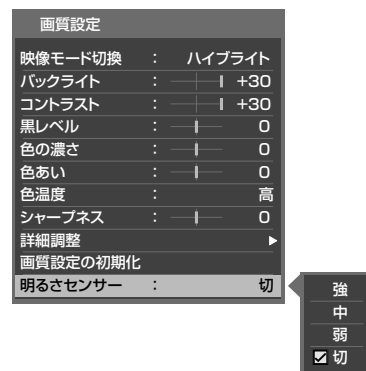 画質設定
映像モード切換 : ハイブライト
バックライト : +30
コントラスト : +30
黒レベル : 0
色の濃さ : 0
色あい : 0
色温度 : 高
シャープネス : 0
詳細調整
画質設定の初期化
明るさセンサー : 切
強
中
弱
切